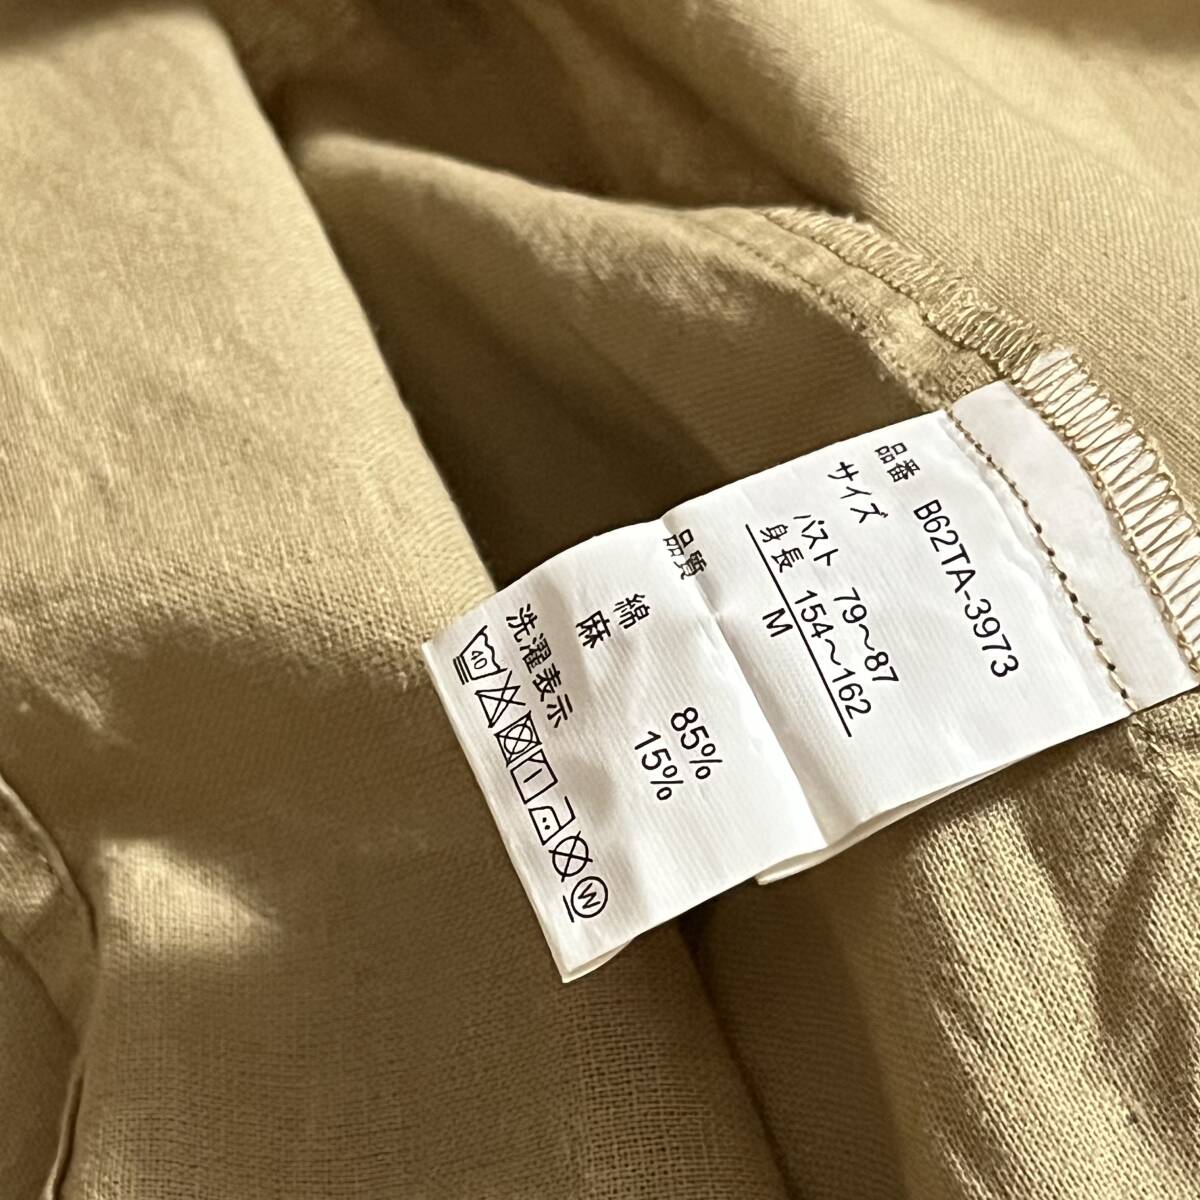 品番 B62TA-3973
サイズ
バスト 79〜87
身長 154〜162
M
品質
綿 85%
麻 15%
洗濯表示
40
W